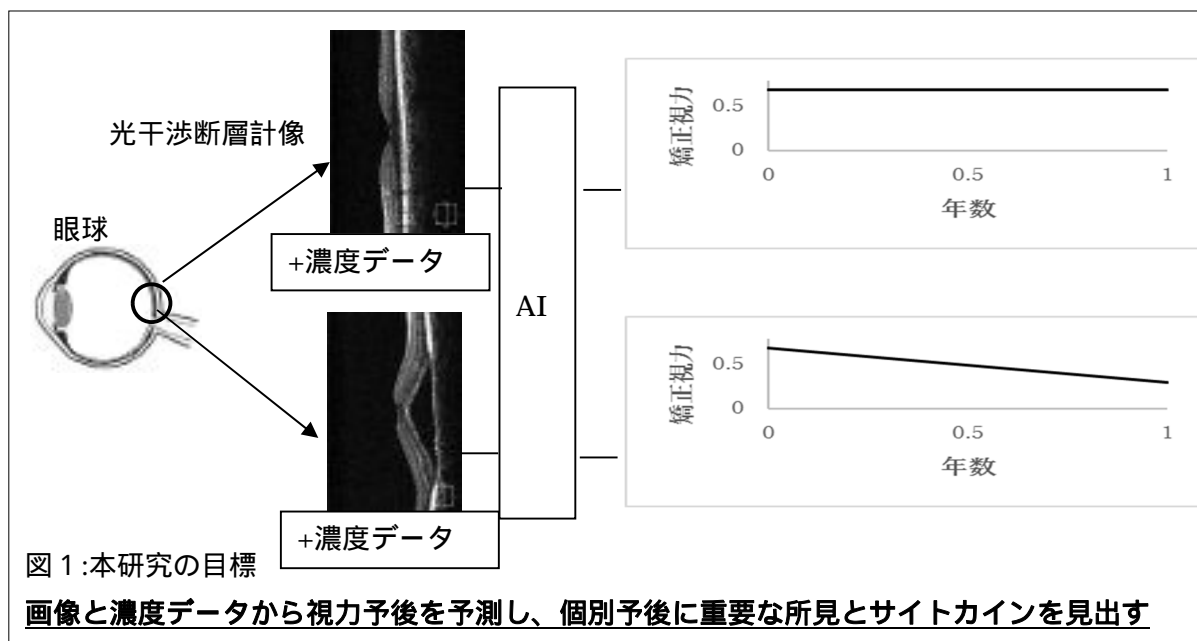 光干渉断層計像
眼球
+濃度データ
+濃度データ
AI
矯正視力
0.5
0
0
0.5
1
年数
矯正視力
0.5
0
0
0.5
1
年数
図1:本研究の目標
画像と濃度データから視力予後を予測し、個別予後に重要な所見とサイトカインを見出す